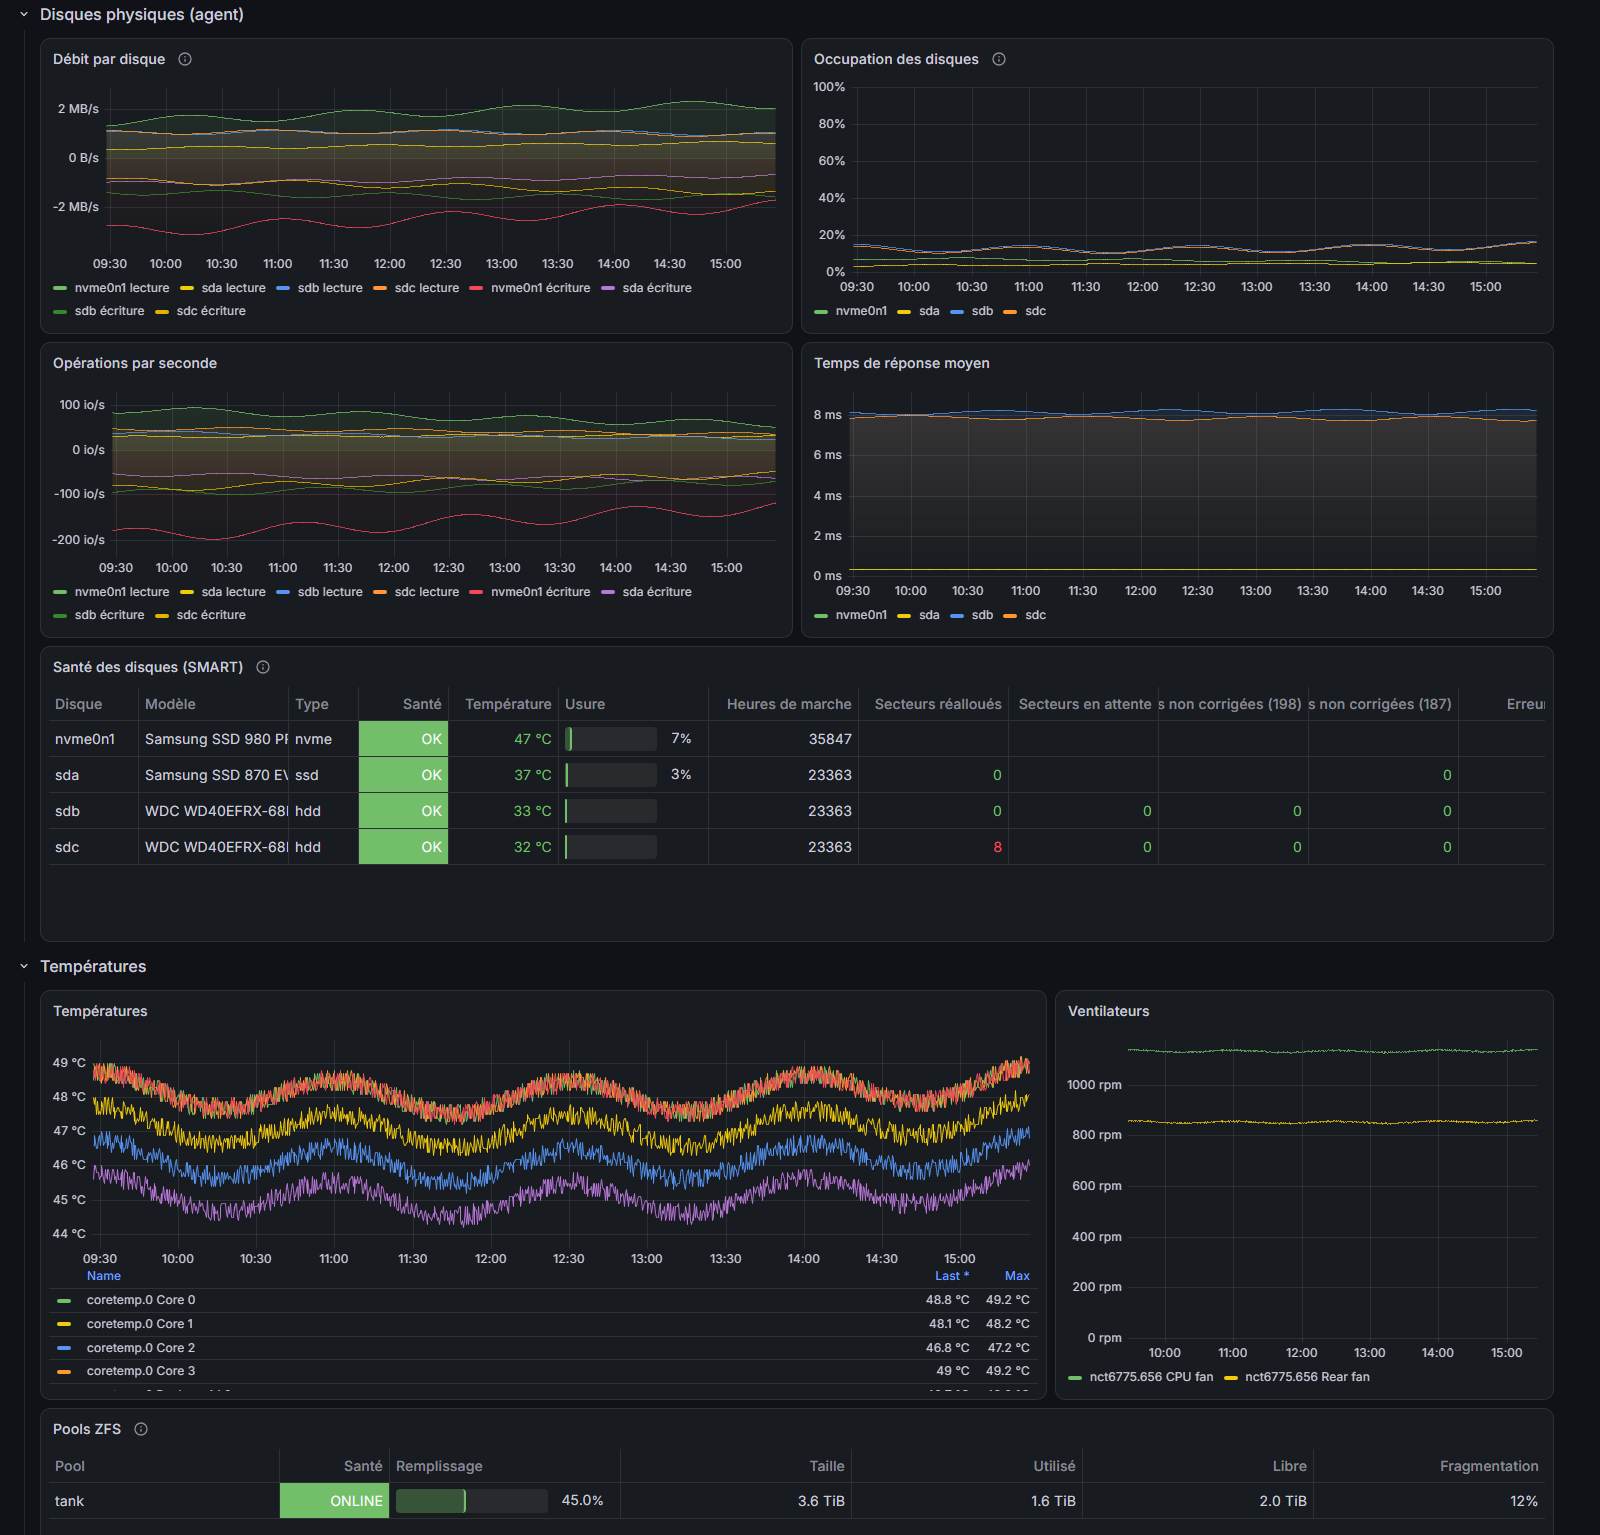 Disques physiques (agent)
Débit par disque
2 MB/s
0 B/s
-2 MB/s
09:30 10:00 10:30 11:00 11:30 12:00 12:30 13:00 13:30 14:00 14:30 15:00
nvme0n1 lecture sda lecture sdb lecture sdc lecture nvme0n1 écriture sda écriture
sdb écriture sdc écriture
Occupation des disques
100%
80%
60%
40%
20%
0%
09:30 10:00 10:30 11:00 11:30 12:00 12:30 13:00 13:30 14:00 14:30 15:00
nvme0n1 sda sdb sdc
Opérations par seconde
100 io/s
0 io/s
-100 io/s
-200 io/s
09:30 10:00 10:30 11:00 11:30 12:00 12:30 13:00 13:30 14:00 14:30 15:00
nvme0n1 lecture sda lecture sdb lecture sdc lecture nvme0n1 écriture sda écriture
sdb écriture sdc écriture
Temps de réponse moyen
8 ms
6 ms
4 ms
2 ms
0 ms
09:30 10:00 10:30 11:00 11:30 12:00 12:30 13:00 13:30 14:00 14:30 15:00
nvme0n1 sda sdb sdc
Santé des disques (SMART)
Disque Modèle Type Santé Température Usure Heures de marche Secteurs réalloués Secteurs en attente s non corrigées (198) s non corrigées (187) Erreu
nvme0n1 Samsung SSD 980 PR nvme OK 47 °C 7% 35847
sda Samsung SSD 870 EV ssd OK 37 °C 3% 23363 0 0
sdb WDC WD40EFRX-68 hdd OK 33 °C 23363 0 0 0 0
sdc WDC WD40EFRX-68 hdd OK 32 °C 23363 8 0 0 0
Températures
Températures
49 °C
48 °C
47 °C
46 °C
45 °C
44 °C
09:30 10:00 10:30 11:00 11:30 12:00 12:30 13:00 13:30 14:00 14:30 15:00
Name Last * Max
coretemp.0 Core 0 48.8 °C 49.2 °C
coretemp.0 Core 1 48.1 °C 48.2 °C
coretemp.0 Core 2 46.8 °C 47.2 °C
coretemp.0 Core 3 49 °C 49.2 °C
Ventilateurs
1000 rpm
800 rpm
600 rpm
400 rpm
200 rpm
0 rpm
10:00 11:00 12:00 13:00 14:00 15:00
nct6775.656 CPU fan nct6775.656 Rear fan
Pools ZFS
Pool Santé Remplissage Taille Utilisé Libre Fragmentation
tank ONLINE 45.0% 3.6 TiB 1.6 TiB 2.0 TiB 12%